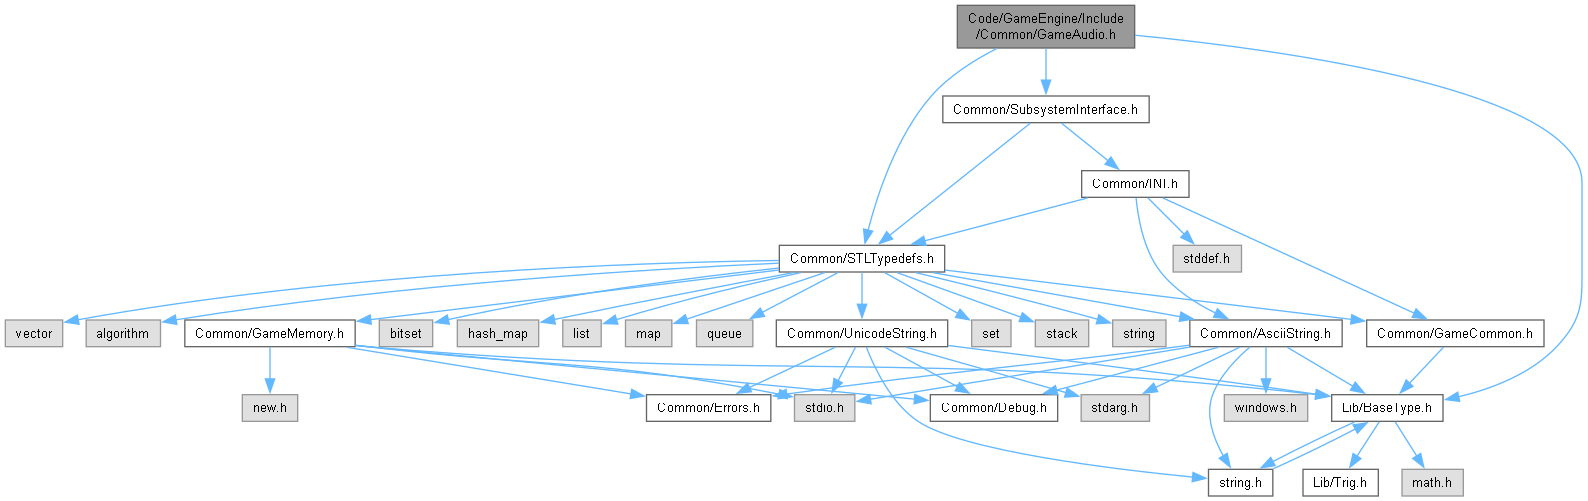 Code/GameEngine/Include
/Common/GameAudio.h
Common/SubsystemInterface.h
Common/INI.h
Common/STLTypedefs.h
stddef.h
vector
algorithm
Common/GameMemory.h
bitset
hash_map
list
map
queue
Common/UnicodeString.h
set
stack
string
Common/AsciiString.h
Common/GameCommon.h
new.h
Common/Errors.h
stdio.h
Common/Debug.h
stdarg.h
windows.h
Lib/BaseType.h
string.h
Lib/Trig.h
math.h